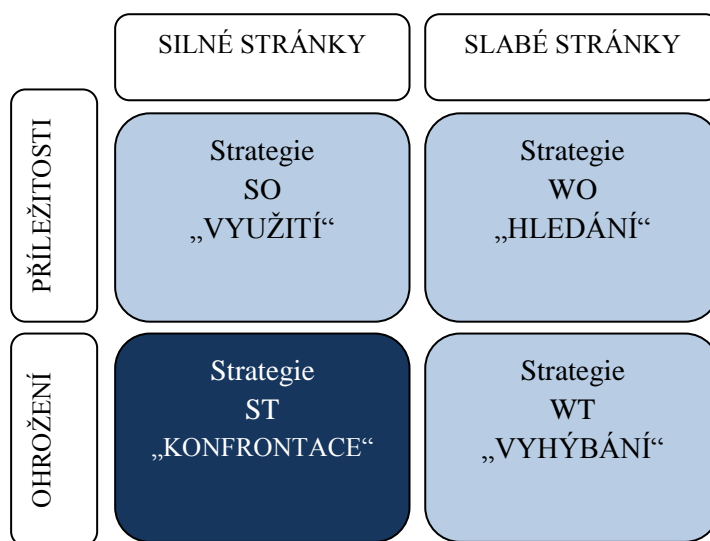 SILNÉ STRÁNKY
SLABÉ STRÁNKY
PŘÍLEŽITOSTI
Strategie
SO
„VYUŽITÍ“
Strategie
WO
„HLEDÁNÍ“
OHROŽENÍ
Strategie
ST
„KONFRONTACE“
Strategie
WT
„VYHÝBÁNÍ“